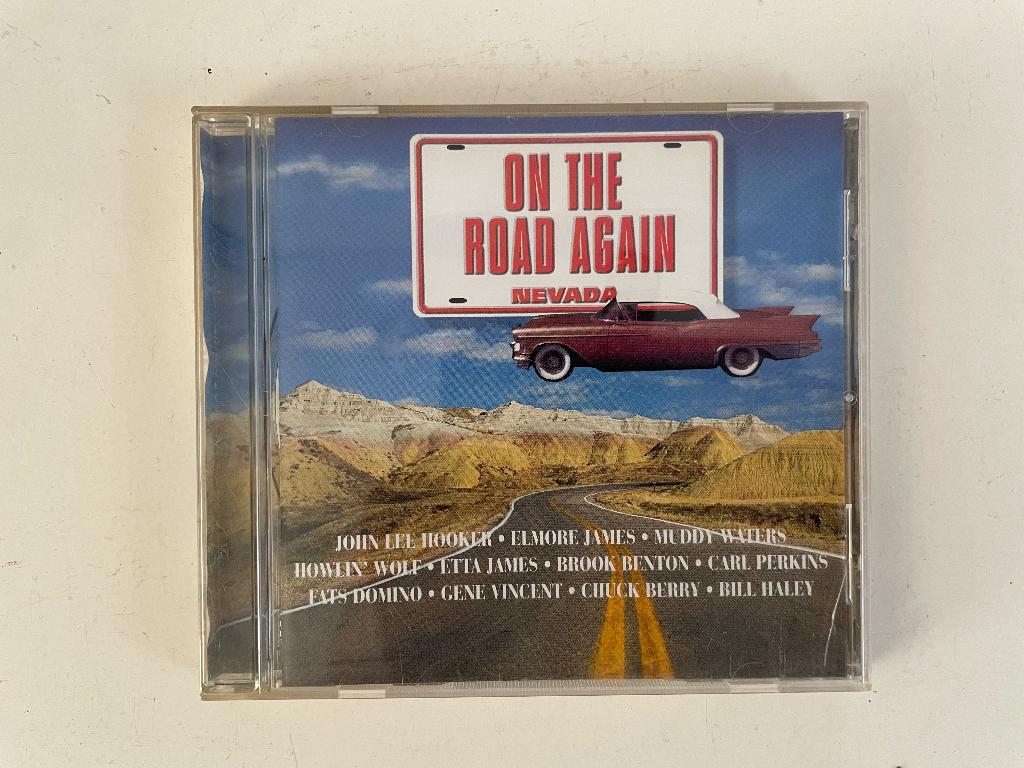 ON THE
ROAD AGAIN
NEVADA
JOHN LEE HOOKER • ELMORE JAMES • MUDDY WATERS
HOWLIN' WOLF • ETTA JAMES • BROOK BENTON • CARL PERKINS
FATS DOMINO • GENE VINCENT • CHUCK BERRY • BILL HALEY